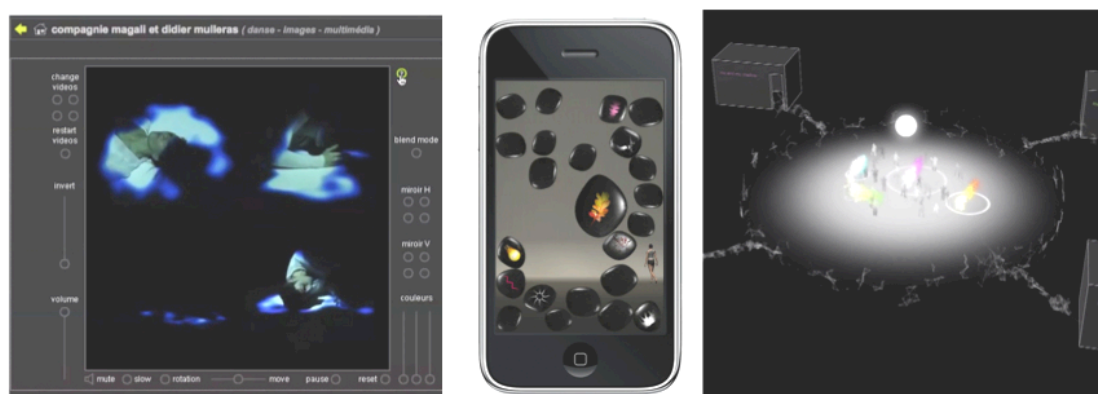 compagnie magali et didier mulleras ( danse - images - multimédia )
change
videos
restart
videos
invert
volume
blend mode
miroir H
miroir V
couleurs
mute slow rotation move pause reset